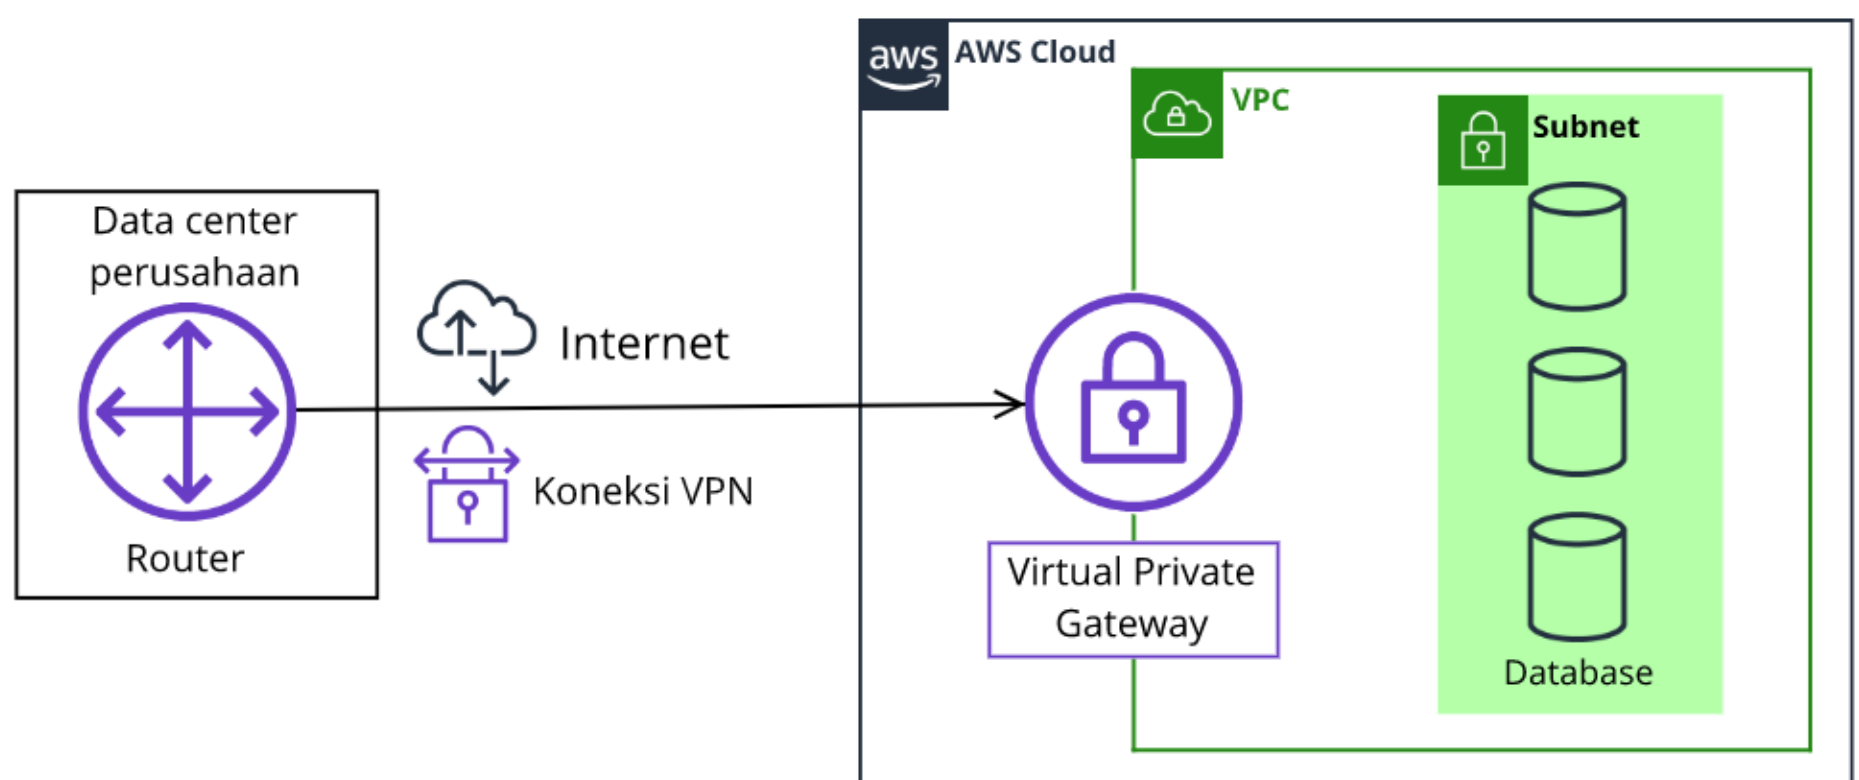 aws
AWS Cloud
VPC
Subnet
Data center
perusahaan
Internet
Koneksi VPN
Router
Virtual Private
Gateway
Database